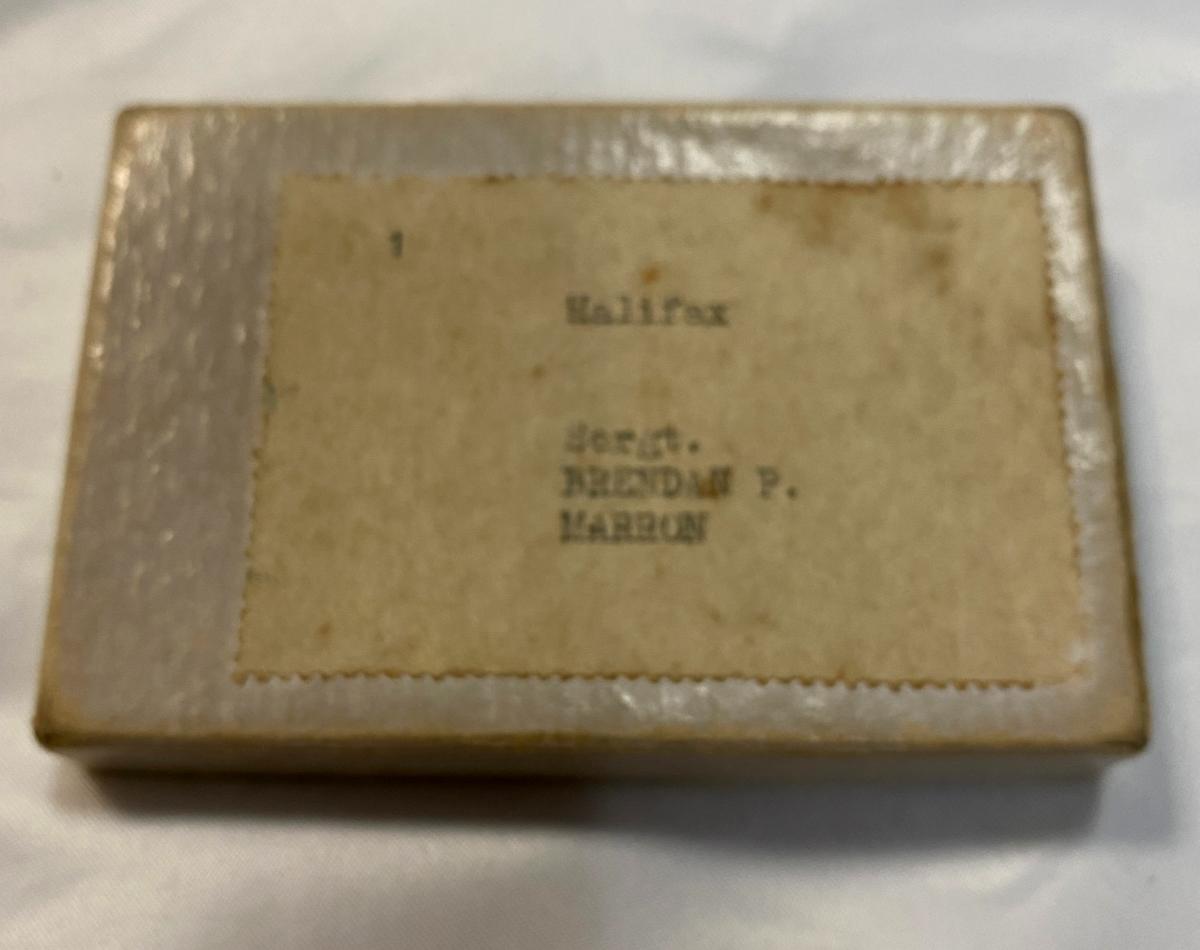 1
Halifax
Sergt.
BRENDAN P.
MARRON